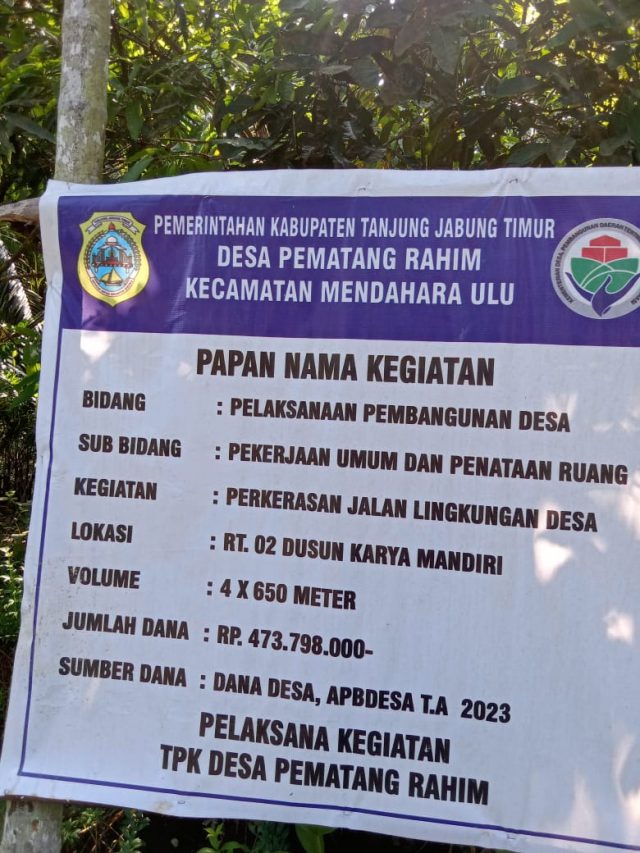 PEMERINTAHAN KABUPATEN TANJUNG JABUNG TIMUR
DESA PEMATANG RAHIM
KECAMATAN MENDAHARA ULU
PAPAN NAMA KEGIATAN
BIDANG : PELAKSANAAN PEMBANGUNAN DESA
SUB BIDANG : PEKERJAAN UMUM DAN PENATAAN RUANG
KEGIATAN : PERKERASAN JALAN LINGKUNGAN DESA
LOKASI : RT. 02 DUSUN KARYA MANDIRI
VOLUME : 4 X 650 METER
JUMLAH DANA : RP. 473.798.000-
SUMBER DANA : DANA DESA, APBDESA T.A 2023
PELAKSANA KEGIATAN
TPK DESA PEMATANG RAHIM